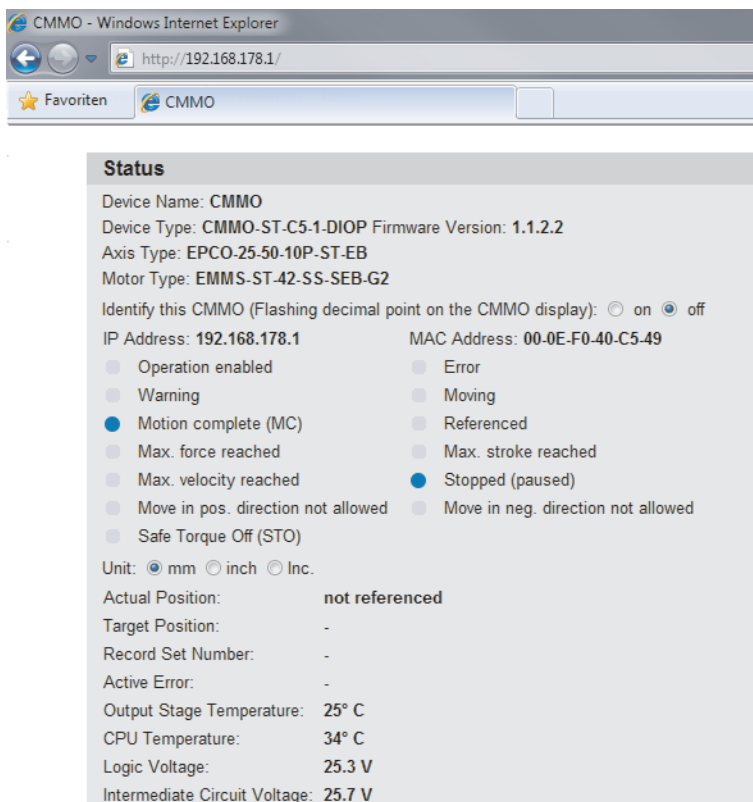 CMMO - Windows Internet Explorer
http://192.168.178.1/
Favoriten CMMO
Status
Device Name: CMMO
Device Type: CMMO-ST-C5-1-DIOP Firmware Version: 1.1.2.2
Axis Type: EPCO-25-50-10P-ST-EB
Motor Type: EMMS-ST-42-SS-SEB-G2
Identify this CMMO (Flashing decimal point on the CMMO display): on off
IP Address: 192.168.178.1 MAC Address: 00-0E-F0-40-C5-49
Operation enabled Error
Warning Moving
Motion complete (MC) Referenced
Max. force reached Max. stroke reached
Max. velocity reached Stopped (paused)
Move in pos. direction not allowed Move in neg. direction not allowed
Safe Torque Off (STO)
Unit: mm inch Inc.
Actual Position: not referenced
Target Position: -
Record Set Number: -
Active Error: -
Output Stage Temperature: 25° C
CPU Temperature: 34° C
Logic Voltage: 25.3 V
Intermediate Circuit Voltage: 25.7 V